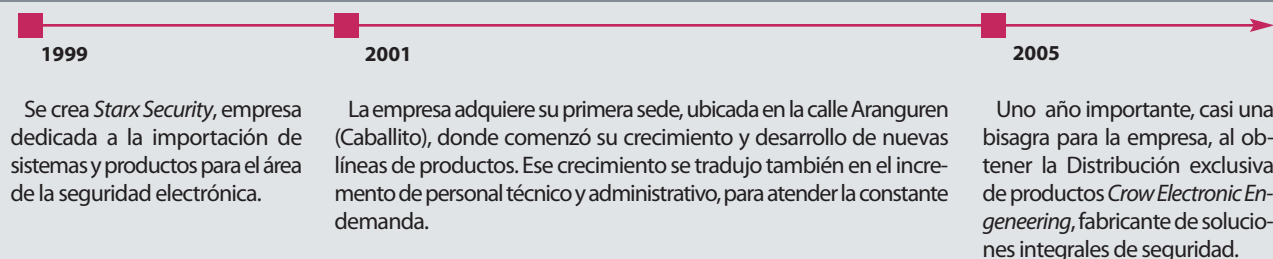 1999
Se crea Starx Security, empresa
dedicada a la importación de
sistemas y productos para el área
de la seguridad electrónica.
2001
La empresa adquiere su primera sede, ubicada en la calle Aranguren
(Caballito), donde comenzó su crecimiento y desarrollo de nuevas
líneas de productos. Ese crecimiento se tradujo también en el incre-
mento de personal técnico y administrativo, para atender la constante
demanda.
2005
Uno año importante, casi una
bisagra para la empresa, al ob-
tener la Distribución exclusiva
de productos Crow Electronic En-
geneering, fabricante de solucio-
nes integrales de seguridad.